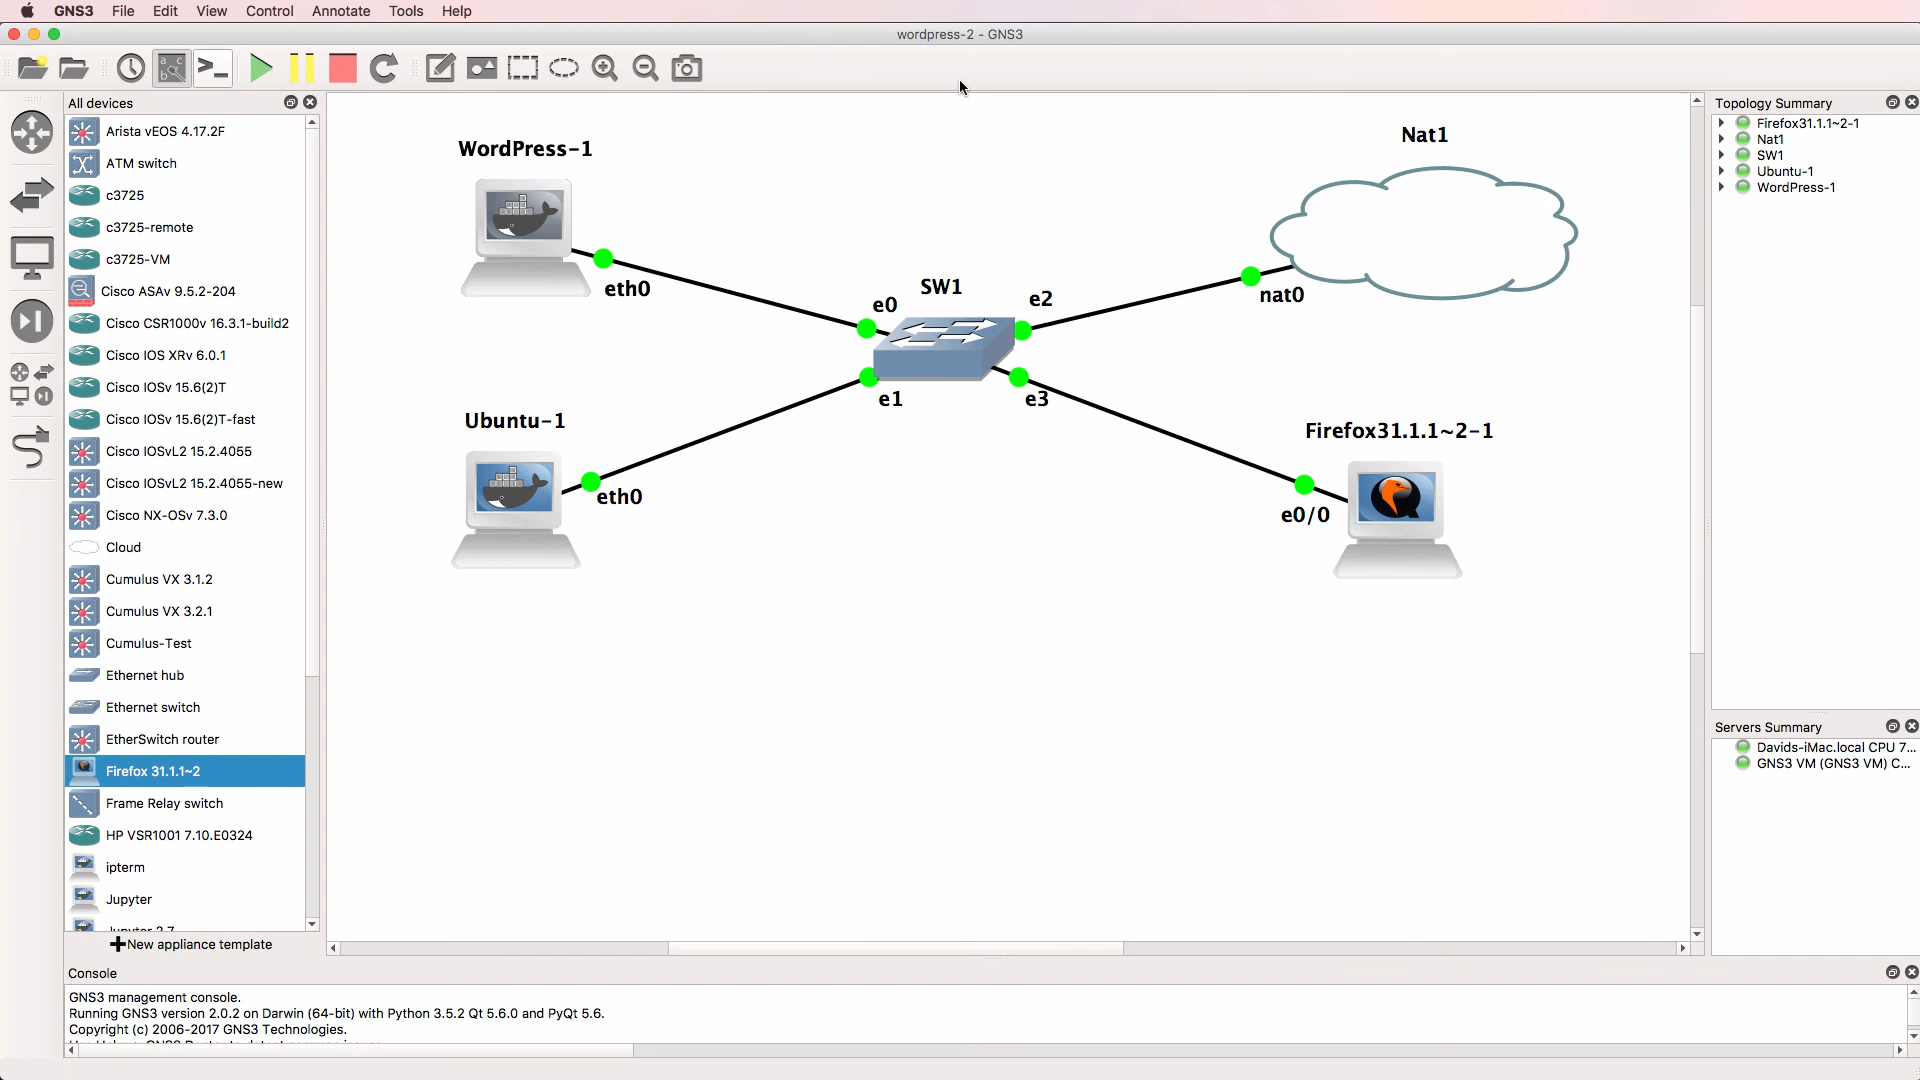 GNS3 File Edit View Control Annotate Tools Help
wordpress-2 - GNS3
All devices
Arista vEOS 4.17.2F
ATM switch
c3725
c3725-remote
c3725-VM
Cisco ASAv 9.5.2-204
Cisco CSR1000v 16.3.1-build2
Cisco IOS XRv 6.0.1
Cisco IOSv 15.6(2)T
Cisco IOSv 15.6(2)T-fast
Cisco IOSvL2 15.2.4055
Cisco IOSvL2 15.2.4055-new
Cisco NX-OSv 7.3.0
Cloud
Cumulus VX 3.1.2
Cumulus VX 3.2.1
Cumulus-Test
Ethernet hub
Ethernet switch
EtherSwitch router
Firefox 31.1.1~2
Frame Relay switch
HP VSR1001 7.10.E0324
ipterm
Jupyter
New appliance template
WordPress-1
eth0
SW1
e0
e2
e1
e3
Nat1
nat0
Ubuntu-1
eth0
Firefox31.1.1~2-1
e0/0
Topology Summary
Firefox31.1.1~2-1
Nat1
SW1
Ubuntu-1
WordPress-1
Servers Summary
Davids-iMac.local CPU 7...
GNS3 VM (GNS3 VM) C...
Console
GNS3 management console.
Running GNS3 version 2.0.2 on Darwin (64-bit) with Python 3.5.2 Qt 5.6.0 and PyQt 5.6.
Copyright (c) 2006-2017 GNS3 Technologies.